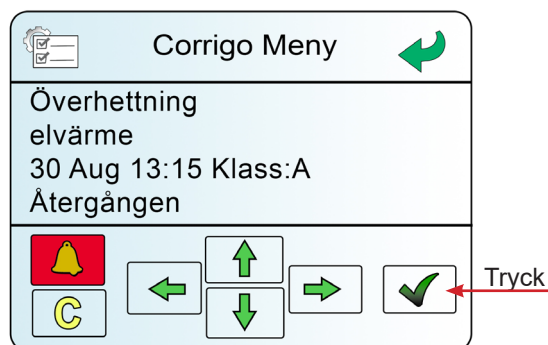 Corrigo Meny
Överhettning
elvärme
30 Aug 13:15 Klass:A
Återgången
C
Tryck